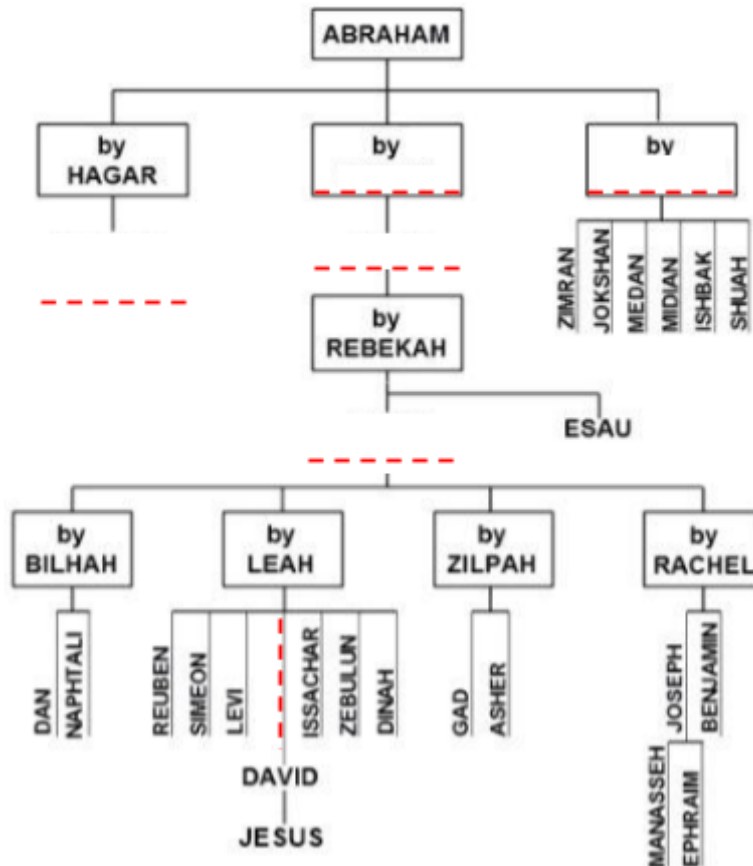 ABRAHAM
by
HAGAR
by
bv
ZIMRAN
JOKSHAN
MEDAN
MIDIAN
ISHBAK
SHUAH
by
REBEKAH
ESAU
by
BILHAH
by
LEAH
by
ZILPAH
by
RACHEL
DAN
NAPHTALI
REUBEN
SIMEON
LEVI
ISSACHAR
ZEBULUN
DINAH
GAD
ASHER
JOSEPH
BENJAMIN
DAVID
JESUS
MANASSEH
EPHRAIM